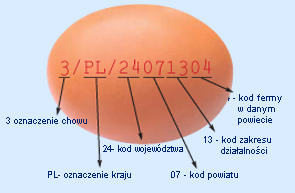 3/PL/24071304
- kod fermy
w danym
powiecie
3 oznaczenie chowu
13 - kod zakresu
działalności
24- kod województwa
PL- oznaczenie kraju
07 - kod powiatu